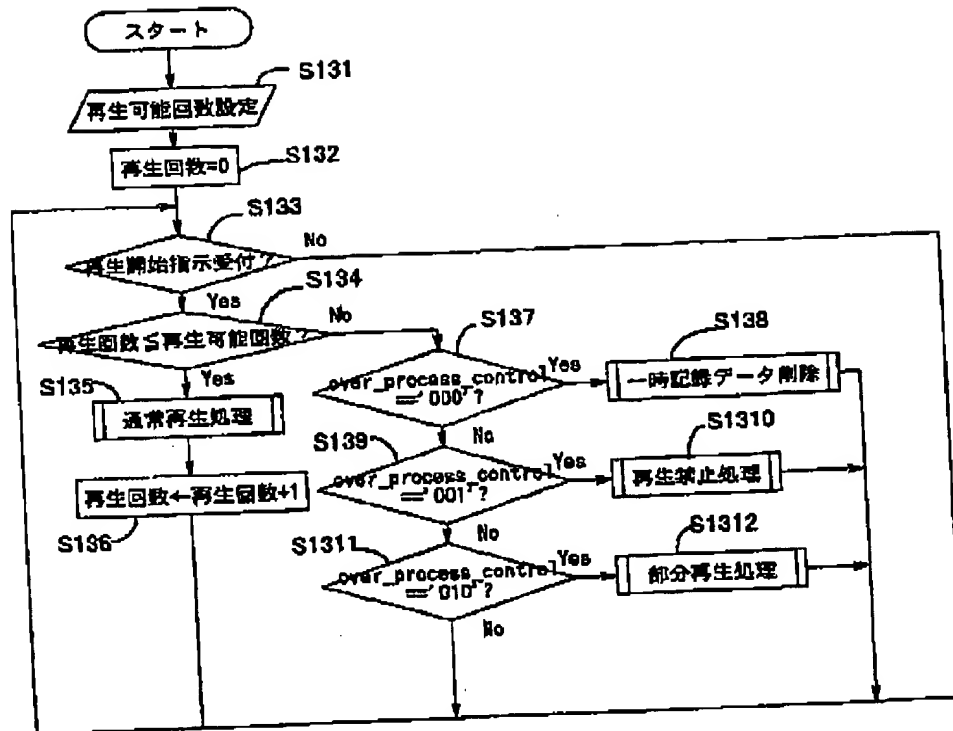 スタート
S131
再生可能回数設定
S132
再生回数=0
S133
再生開始指示受付?
No
Yes
S134
再生回数≦再生可能回数?
No
Yes
S135
通常再生処理
再生回数←再生回数+1
S136
S137
over_process_control
=='000'?
Yes
No
S138
一時記録データ削除
S139
over_process_control
=='001'?
Yes
No
S1310
再生禁止処理
S1311
over_process_control
=='010'?
Yes
No
S1312
部分再生処理